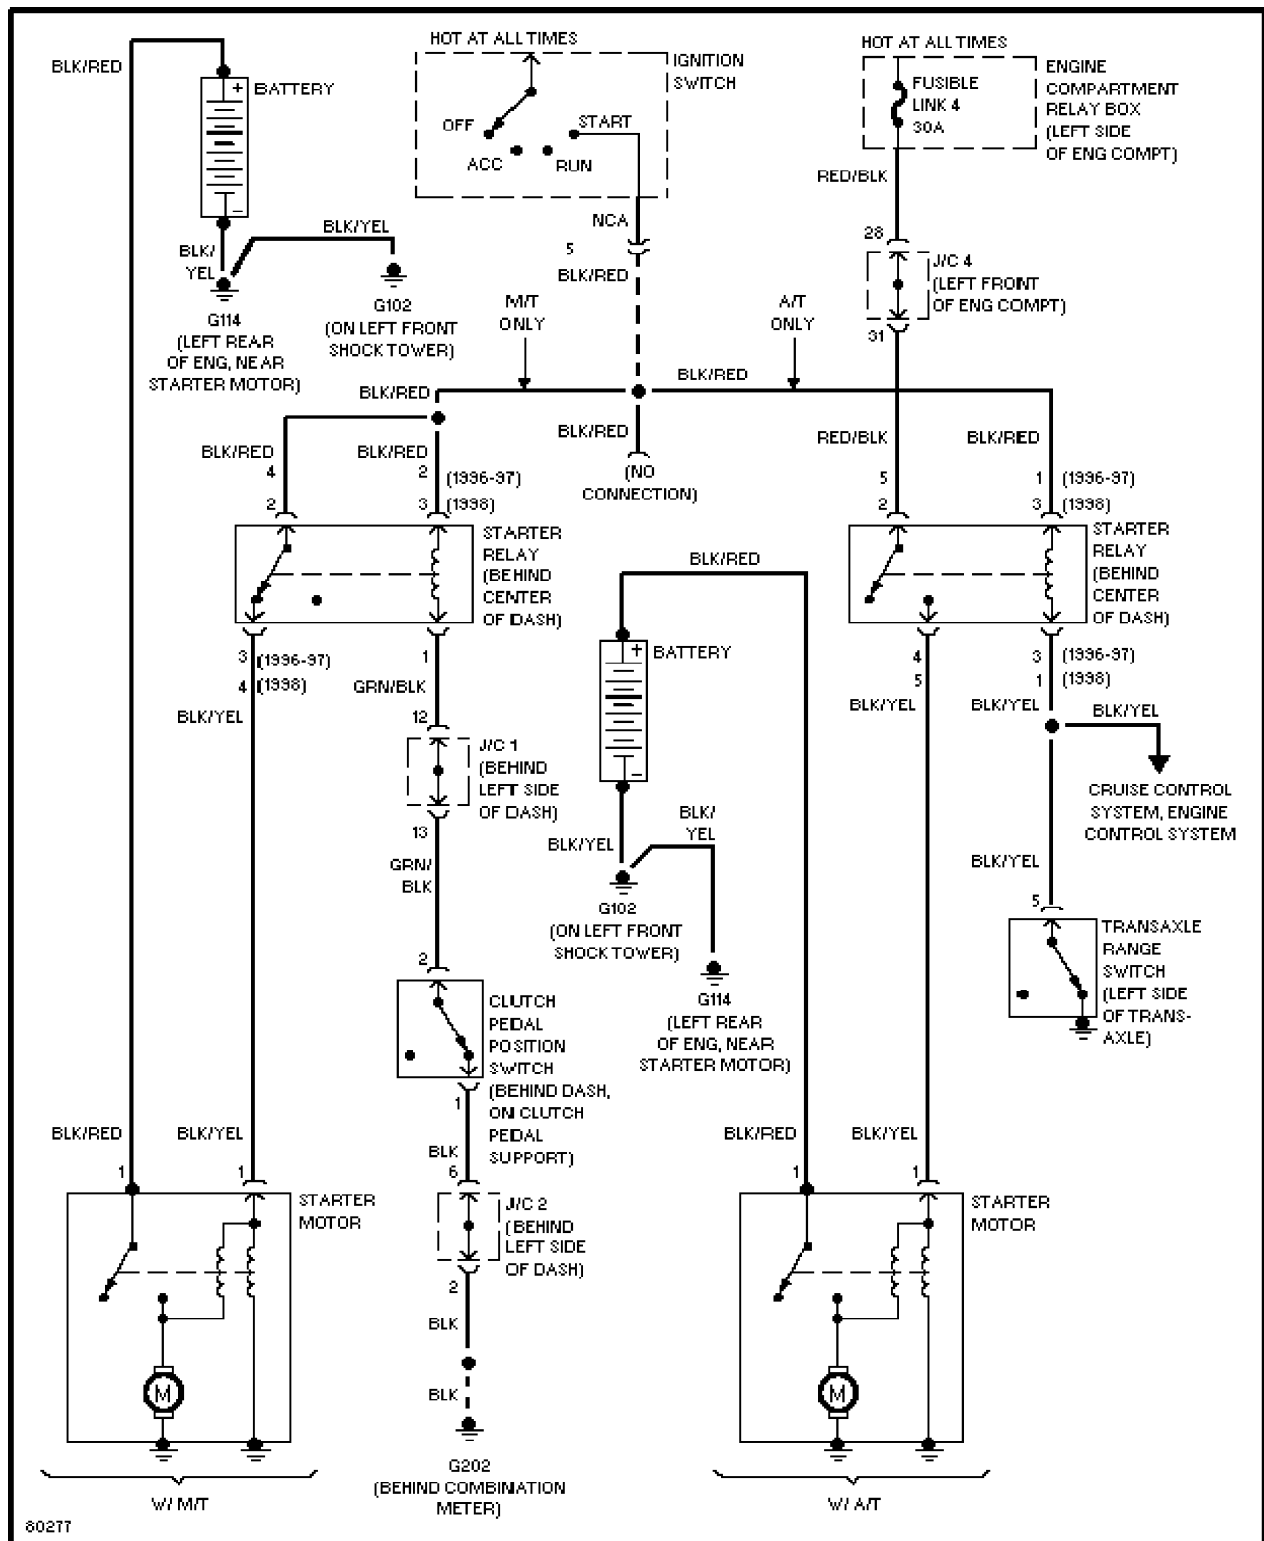 HOT AT ALL TIMES
IGNITION
SWITCH
OFF
START
ACC
RUN
NCA
5
BLK/RED
HOT AT ALL TIMES
FUSIBLE
LINK 4
30A
ENGINE
COMPARTMENT
RELAY BOX
(LEFT SIDE
OF ENG COMPT)
RED/BLK
28
J/C 4
(LEFT FRONT
OF ENG COMPT)
31
BLK/RED
+
BATTERY
-
BLK/
YEL
BLK/YEL
G114
(LEFT REAR
OF ENG, NEAR
STARTER MOTOR)
G102
(ON LEFT FRONT
SHOCK TOWER)
M/T
ONLY
A/T
ONLY
BLK/RED
BLK/RED
BLK/RED
(NO
CONNECTION)
BLK/RED
BLK/RED
4
2
2
3
(1996-97)
(1998)
STARTER
RELAY
(BEHIND
CENTER
OF DASH)
3
4
(1996-97)
(1998)
BLK/YEL
1
GRN/BLK
12
J/C 1
(BEHIND
LEFT SIDE
OF DASH)
13
GRN/
BLK
2
CLUTCH
PEDAL
POSITION
SWITCH
(BEHIND DASH,
ON CLUTCH
PEDAL
SUPPORT)
1
BLK
6
J/C 2
(BEHIND
LEFT SIDE
OF DASH)
2
BLK
BLK
G202
(BEHIND COMBINATION
METER)
BLK/RED
BLK/YEL
1
1
STARTER
MOTOR
M
W/ M/T
RED/BLK
BLK/RED
5
2
1
3
(1996-97)
(1998)
STARTER
RELAY
(BEHIND
CENTER
OF DASH)
4
5
3
1
(1996-97)
(1998)
BLK/YEL
BLK/YEL
BLK/YEL
CRUISE CONTROL
SYSTEM, ENGINE
CONTROL SYSTEM
BLK/YEL
5
TRANSAXLE
RANGE
SWITCH
(LEFT SIDE
OF TRANS-
AXLE)
BLK/RED
+
BATTERY
-
BLK/YEL
BLK/
YEL
G102
(ON LEFT FRONT
SHOCK TOWER)
G114
(LEFT REAR
OF ENG, NEAR
STARTER MOTOR)
BLK/RED
BLK/YEL
1
1
STARTER
MOTOR
M
W/ A/T
80277